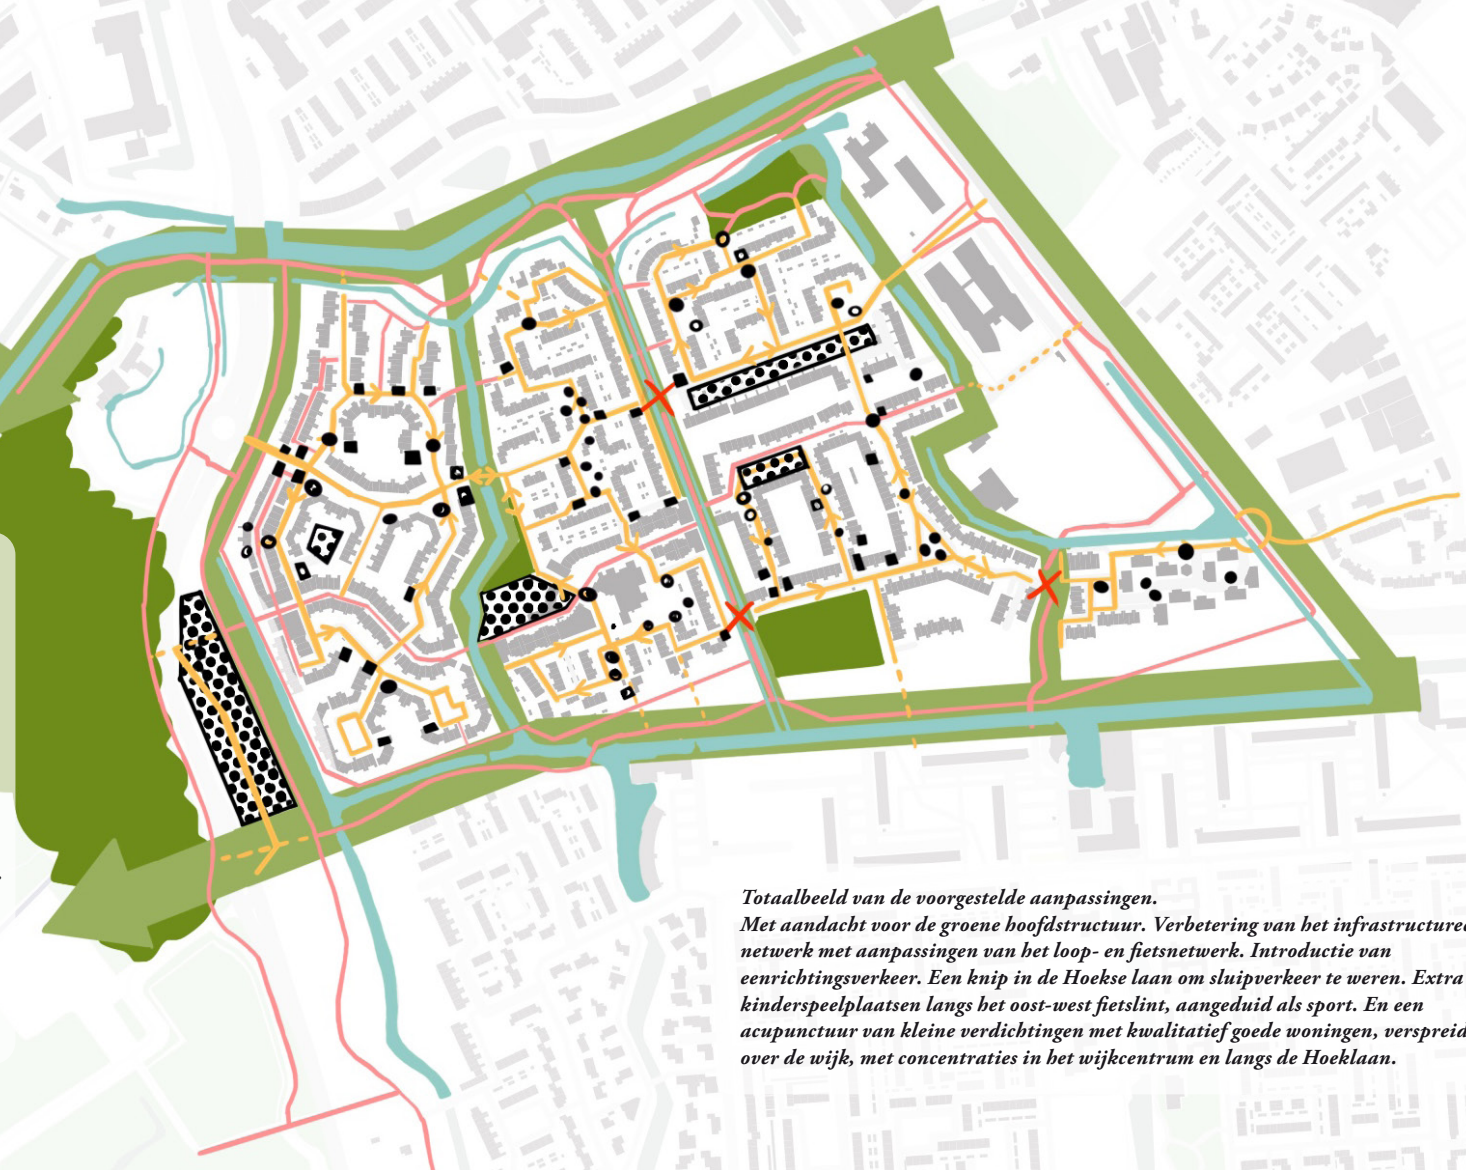 Totaalbeeld van de voorgestelde aanpassingen.
Met aandacht voor de groene hoofdstructuur. Verbetering van het
netwerk met aanpassingen van het loop- en fietsnetwerk. Introductie van
eenrichtingsverkeer. Een knip in de Hoekse laan om sluipverkeer te weren. Extra
kinderspeelplaatsen langs het oost-west fietslint, aangeduid als sport. En een
acupunctuur van kleine verdichtingen met kwalitatief goede woningen, verspreid
over de wijk, met concentraties in het wijkcentrum en langs de Hoeklaan.